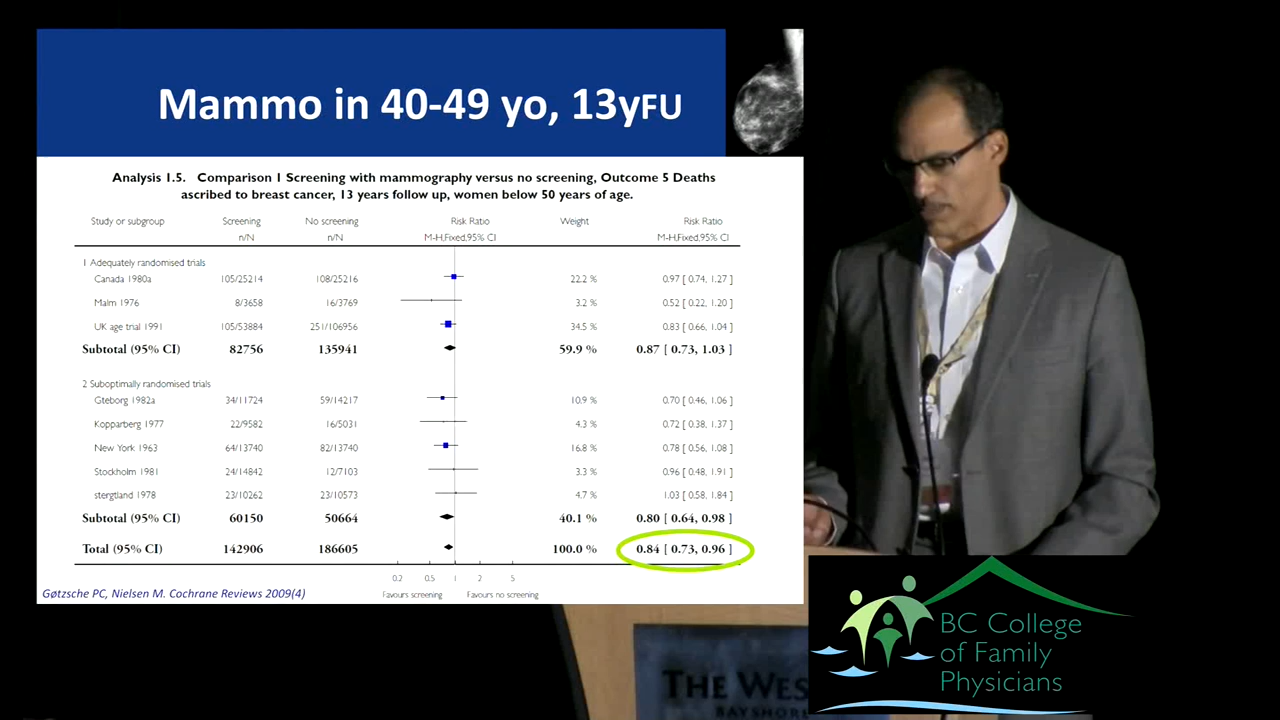 Mammo in 40-49 yo, 13yFU
Analysis 1.5. Comparison 1 Screening with mammography versus no screening, Outcome 5 Deaths
ascribed to breast cancer, 13 years follow up, women below 50 years of age.
Study or subgroup Screening No screening Risk Ratio Weight Risk Ratio
n/N n/N M-H,Fixed,95% CI M-H,Fixed,95% CI
1 Adequately randomised trials
Canada 1980a 105/25214 108/25216 22.2 % 0.97 [ 0.74, 1.27 ]
Malm 1976 8/3658 16/3769 3.2 % 0.52 [ 0.22, 1.20 ]
UK age trial 1991 105/53884 251/106956 34.5 % 0.83 [ 0.66, 1.04 ]
Subtotal (95% CI) 82756 135941 59.9 % 0.87 [ 0.73, 1.03 ]
2 Suboptimally randomised trials
Gteborg 1982a 34/11724 59/14217 10.9 % 0.70 [ 0.46, 1.06 ]
Kopparberg 1977 22/9582 16/5031 4.3 % 0.72 [ 0.38, 1.37 ]
New York 1963 64/13740 82/13740 16.8 % 0.78 [ 0.56, 1.08 ]
Stockholm 1981 24/14842 12/7103 3.3 % 0.96 [ 0.48, 1.91 ]
stergtland 1978 23/10262 23/10573 4.7 % 1.03 [ 0.58, 1.84 ]
Subtotal (95% CI) 60150 50664 40.1 % 0.80 [ 0.64, 0.98 ]
Total (95% CI) 142906 186605 100.0 % 0.84 [ 0.73, 0.96 ]
0.2 0.5 1 2 5
Favours screening Favours no screening
Gøtzsche PC, Nielsen M. Cochrane Reviews 2009(4)
BC College
of Family
Physicians
THE WES
BAYSHOR